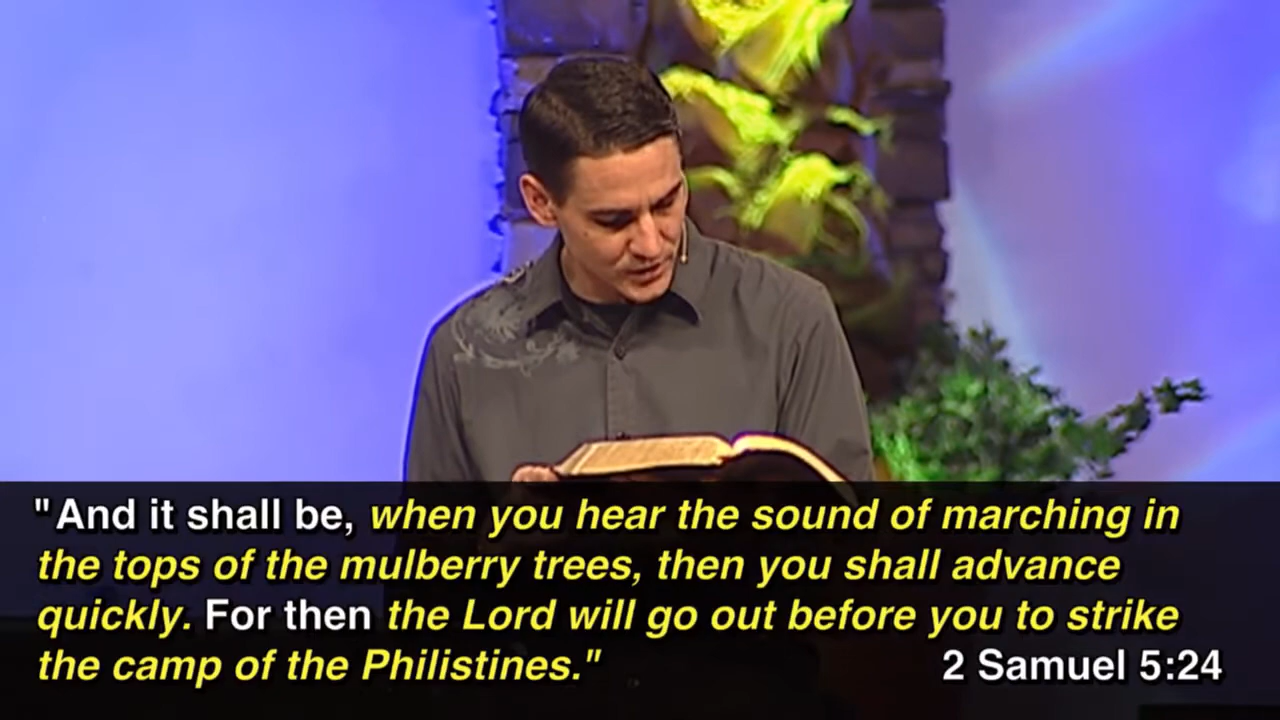 "And it shall be, when you hear the sound of marching in
the tops of the mulberry trees, then you shall advance
quickly. For then the Lord will go out before you to strike
the camp of the Philistines."
2 Samuel 5:24